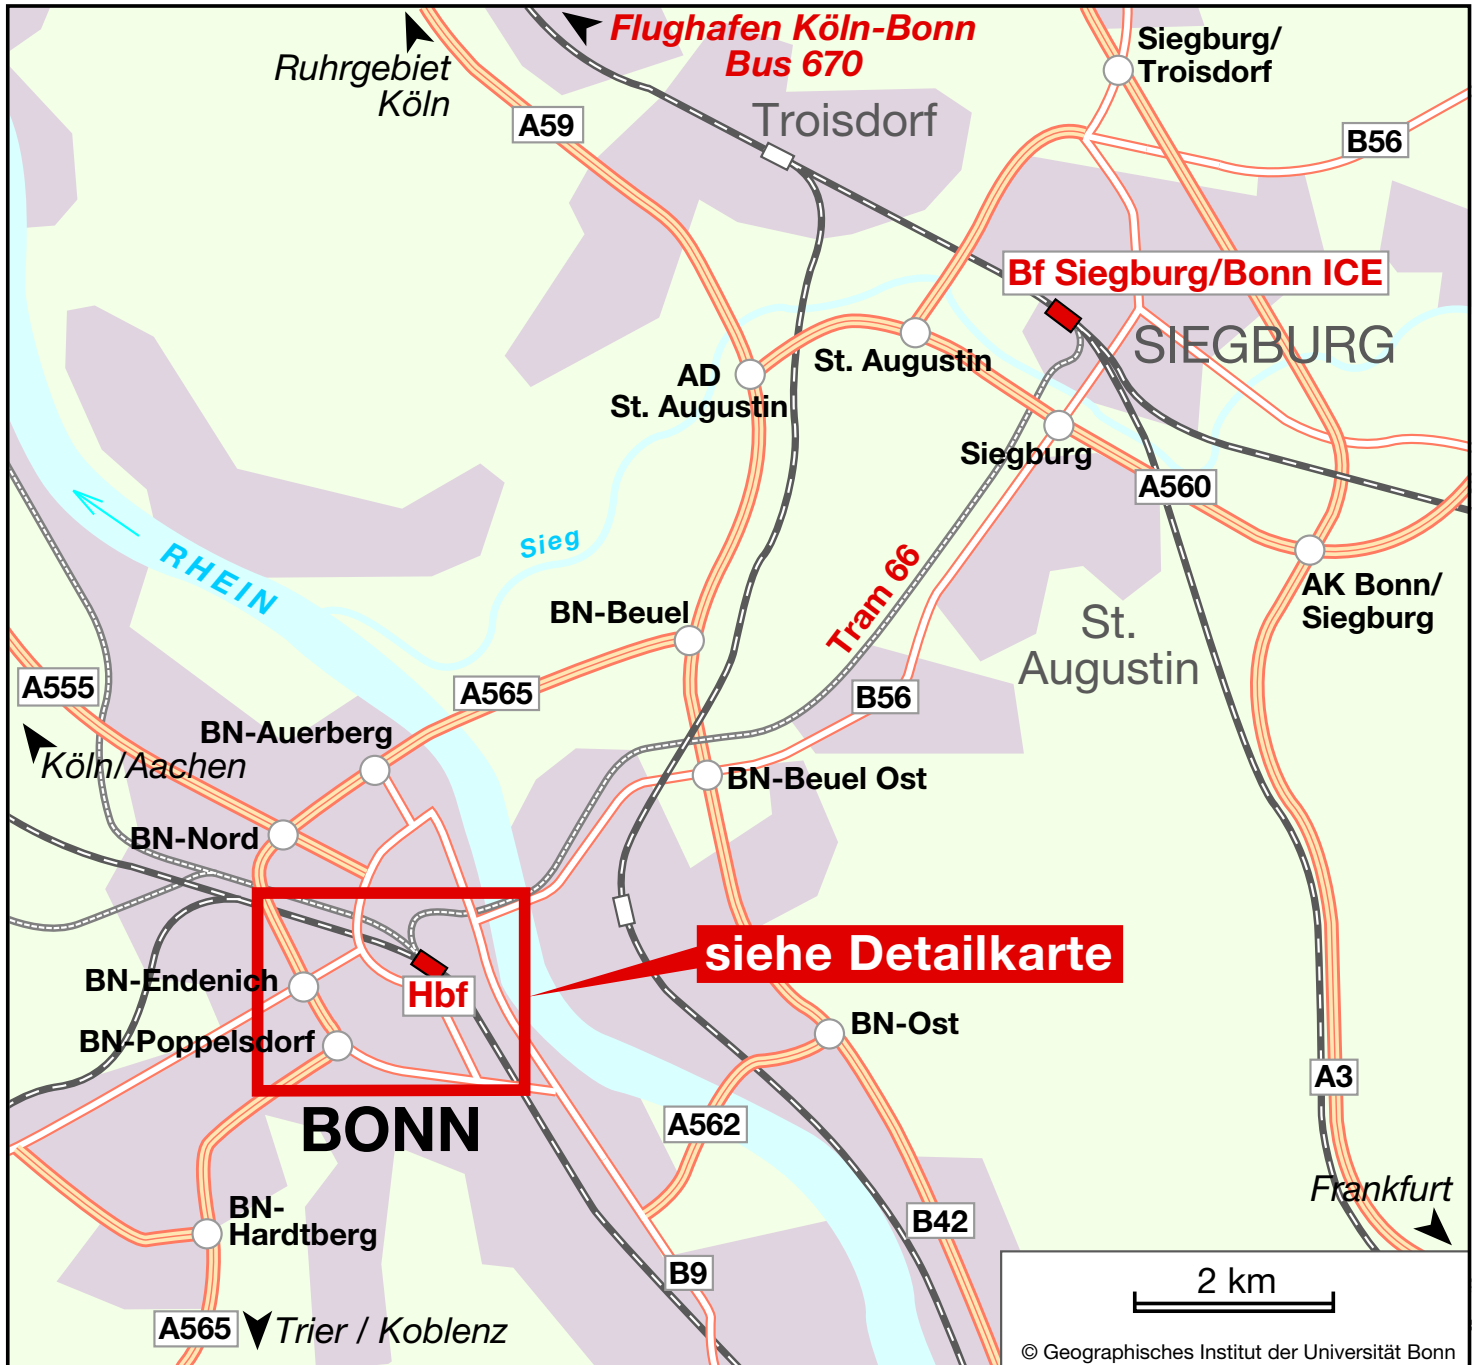 Flughafen Köln-Bonn
Bus 670
Siegburg/
Troisdorf
Ruhrgebiet
Köln
A59
Troisdorf
B56
Bf Siegburg/Bonn ICE
SIEGBURG
St. Augustin
AD
St. Augustin
Siegburg
A560
Sieg
RHEIN
Tram 66
AK Bonn/
Siegburg
BN-Beuel
St.
Augustin
A555
A565
B56
BN-Auerberg
Köln/Aachen
BN-Beuel Ost
BN-Nord
siehe Detailkarte
BN-Endenich
Hbf
BN-Poppelsdorf
BN-Ost
A3
BONN
A562
Frankfurt
BN-
Hardtberg
B42
B9
2 km
A565
Trier / Koblenz
© Geographisches Institut der Universität Bonn